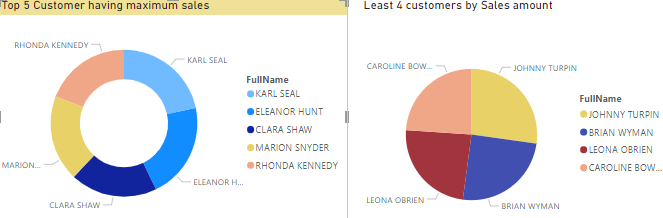 Top 5 Customer having maximum sales
RHONDA KENNEDY
KARL SEAL
MARION...
ELEANOR H...
CLARA SHAW
FullName
KARL SEAL
ELEANOR HUNT
CLARA SHAW
MARION SNYDER
RHONDA KENNEDY
Least 4 customers by Sales amount
CAROLINE BOW...
JOHNNY TURPIN
LEONA OBRIEN
BRIAN WYMAN
FullName
JOHNNY TURPIN
BRIAN WYMAN
LEONA OBRIEN
CAROLINE BOW...